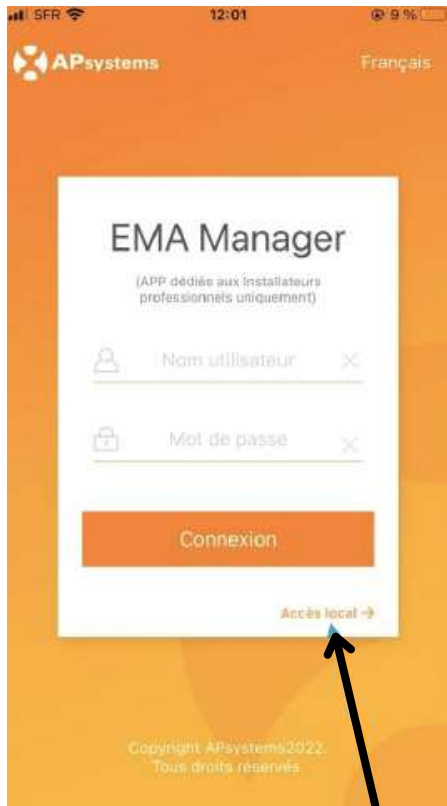 SFR 12:01 9 %
APsystems Français
EMA Manager
(APP dédiée aux Installateurs
professionnels uniquement)
Nom utilisateur
Mot de passe
Connexion
Accès local →
Copyright APsystems2022.
Tous droits réservés